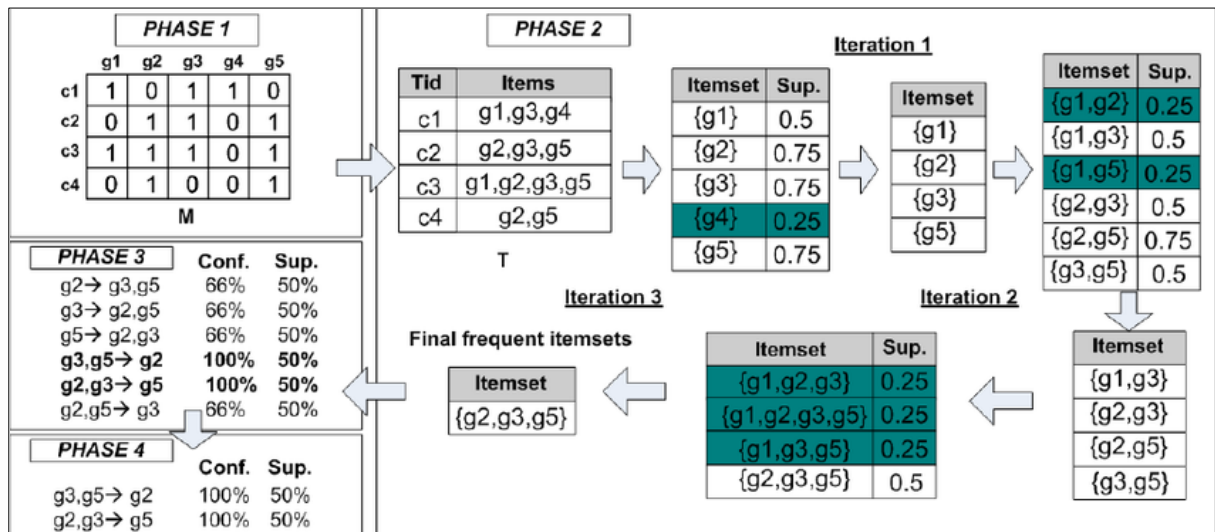 PHASE 1
g1 g2 g3 g4 g5
c1 1 0 1 1 0
c2 0 1 1 0 1
c3 1 1 1 0 1
c4 0 1 0 0 1
M
PHASE 2
Iteration 1
Tid Items
c1 g1,g3,g4
c2 g2,g3,g5
c3 g1,g2,g3,g5
c4 g2,g5
T
Itemset Sup.
{g1} 0.5
{g2} 0.75
{g3} 0.75
{g4} 0.25
{g5} 0.75
Itemset
{g1}
{g2}
{g3}
{g5}
Itemset Sup.
{g1,g2} 0.25
{g1,g3} 0.5
{g1,g5} 0.25
{g2,g3} 0.5
{g2,g5} 0.75
{g3,g5} 0.5
Iteration 2
Itemset
{g1,g3}
{g2,g3}
{g2,g5}
{g3,g5}
Itemset Sup.
{g1,g2,g3} 0.25
{g1,g2,g3,g5} 0.25
{g1,g3,g5} 0.25
{g2,g3,g5} 0.5
Iteration 3
Final frequent itemsets
Itemset
{g2,g3,g5}
PHASE 3
Conf. Sup.
g2→ g3,g5 66% 50%
g3→ g2,g5 66% 50%
g5→ g2,g3 66% 50%
g3,g5→ g2 100% 50%
g2,g3→ g5 100% 50%
g2,g5→ g3 66% 50%
PHASE 4
Conf. Sup.
g3,g5→ g2 100% 50%
g2,g3→ g5 100% 50%